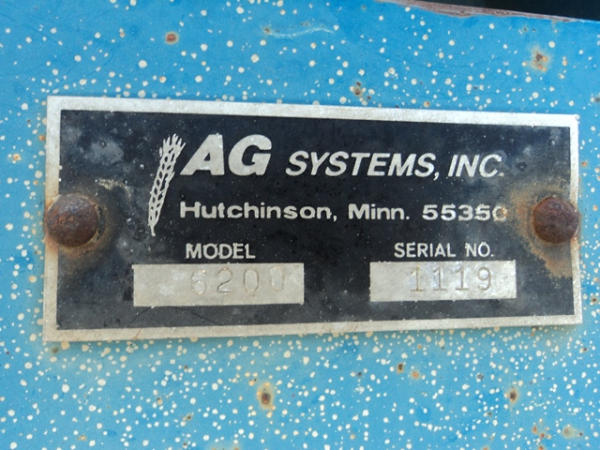 AG SYSTEMS, INC.
Hutchinson, Minn. 55350
MODEL SERIAL NO.
6200 1119